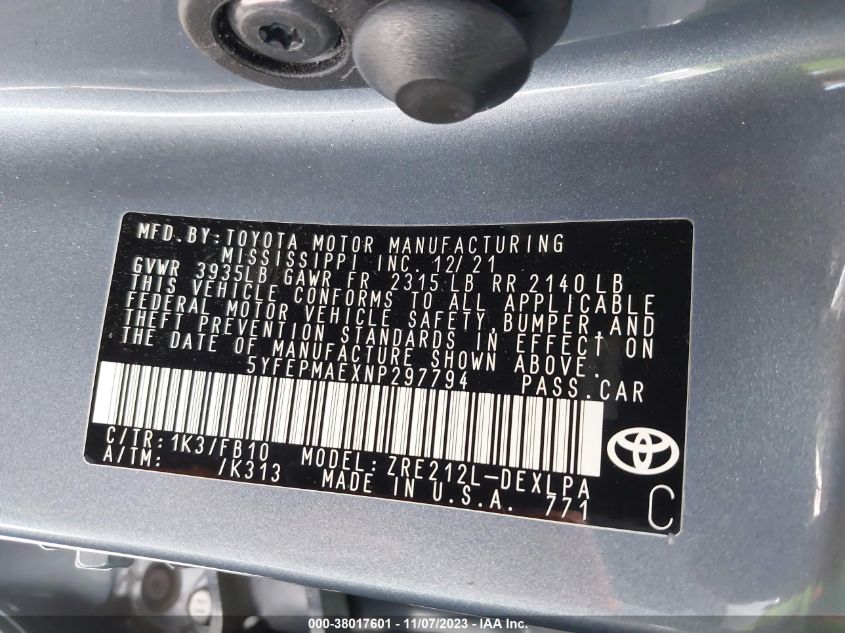 MFD. BY: TOYOTA MOTOR MANUFACTURING
MISSISSIPPI INC. 12/21
GVWR 3935LB GAWR FR 2315 LB RR 2140 LB
THIS VEHICLE CONFORMS TO ALL APPLICABLE
FEDERAL MOTOR VEHICLE SAFETY, BUMPER, AND
THEFT PREVENTION STANDARDS IN EFFECT ON
THE DATE OF MANUFACTURE SHOWN ABOVE.
5YFEPMAEXNP297794 PASS. CAR
C/TR: 1K3/FB10 MODEL: ZRE212L-DEXLPA
A/TM: /K313 MADE IN U.S.A. 771
C
000-38017601 - 11/07/2023 - © IAA Inc.